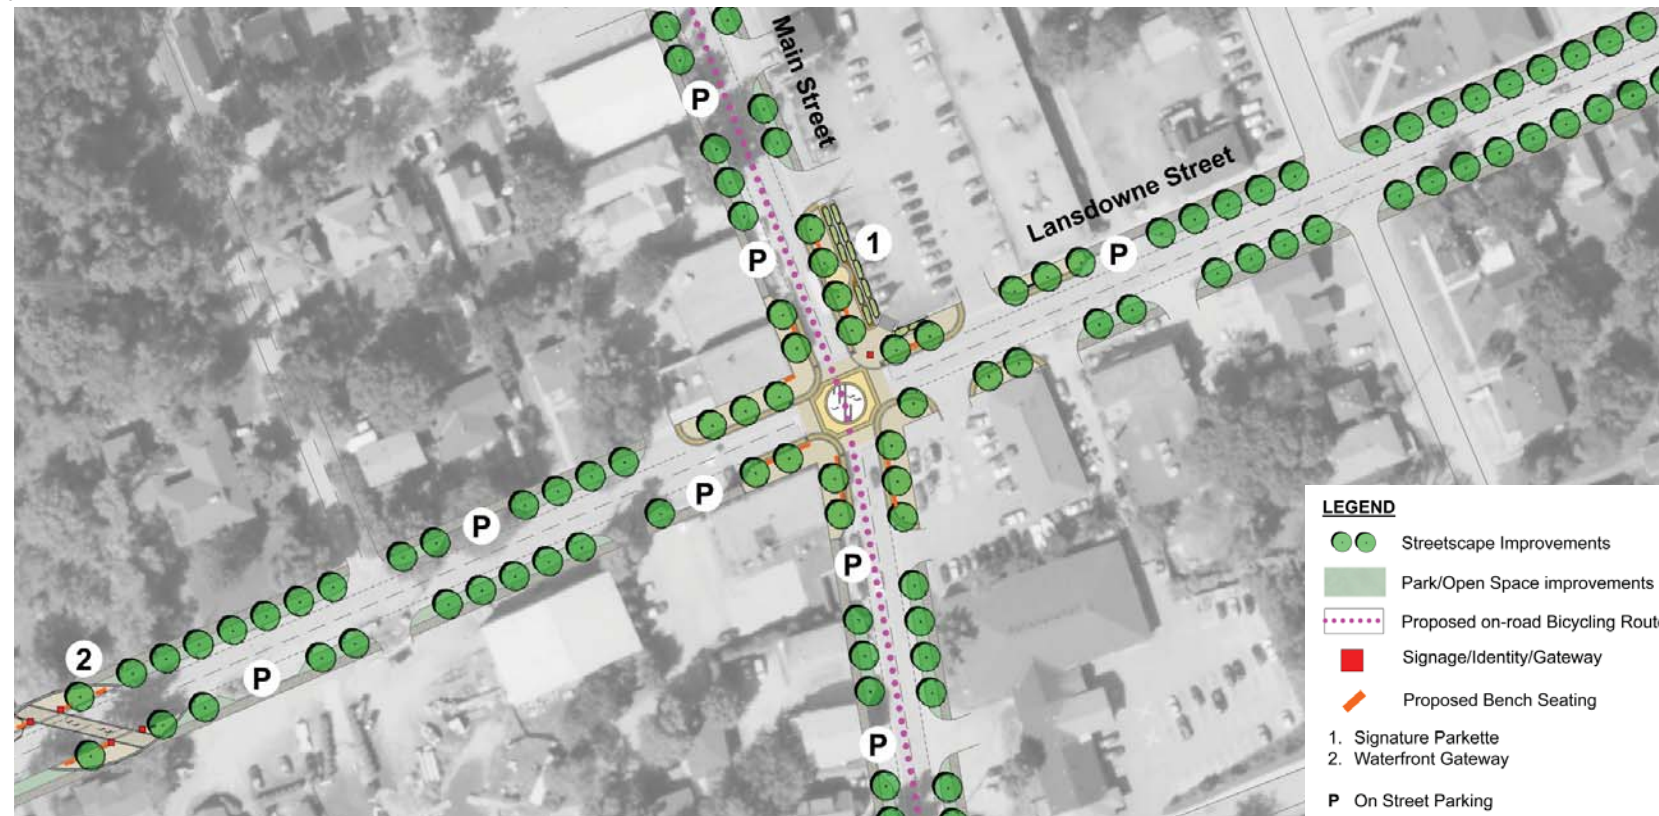 Main Street
P
1
Lansdowne Street
P
P
P
P
2
P
P
P
LEGEND
Streetscape Improvements
Park/Open Space improvements
Proposed on-road Bicycling Rout
Signage/Identity/Gateway
Proposed Bench Seating
1. Signature Parkette
2. Waterfront Gateway
P On Street Parking